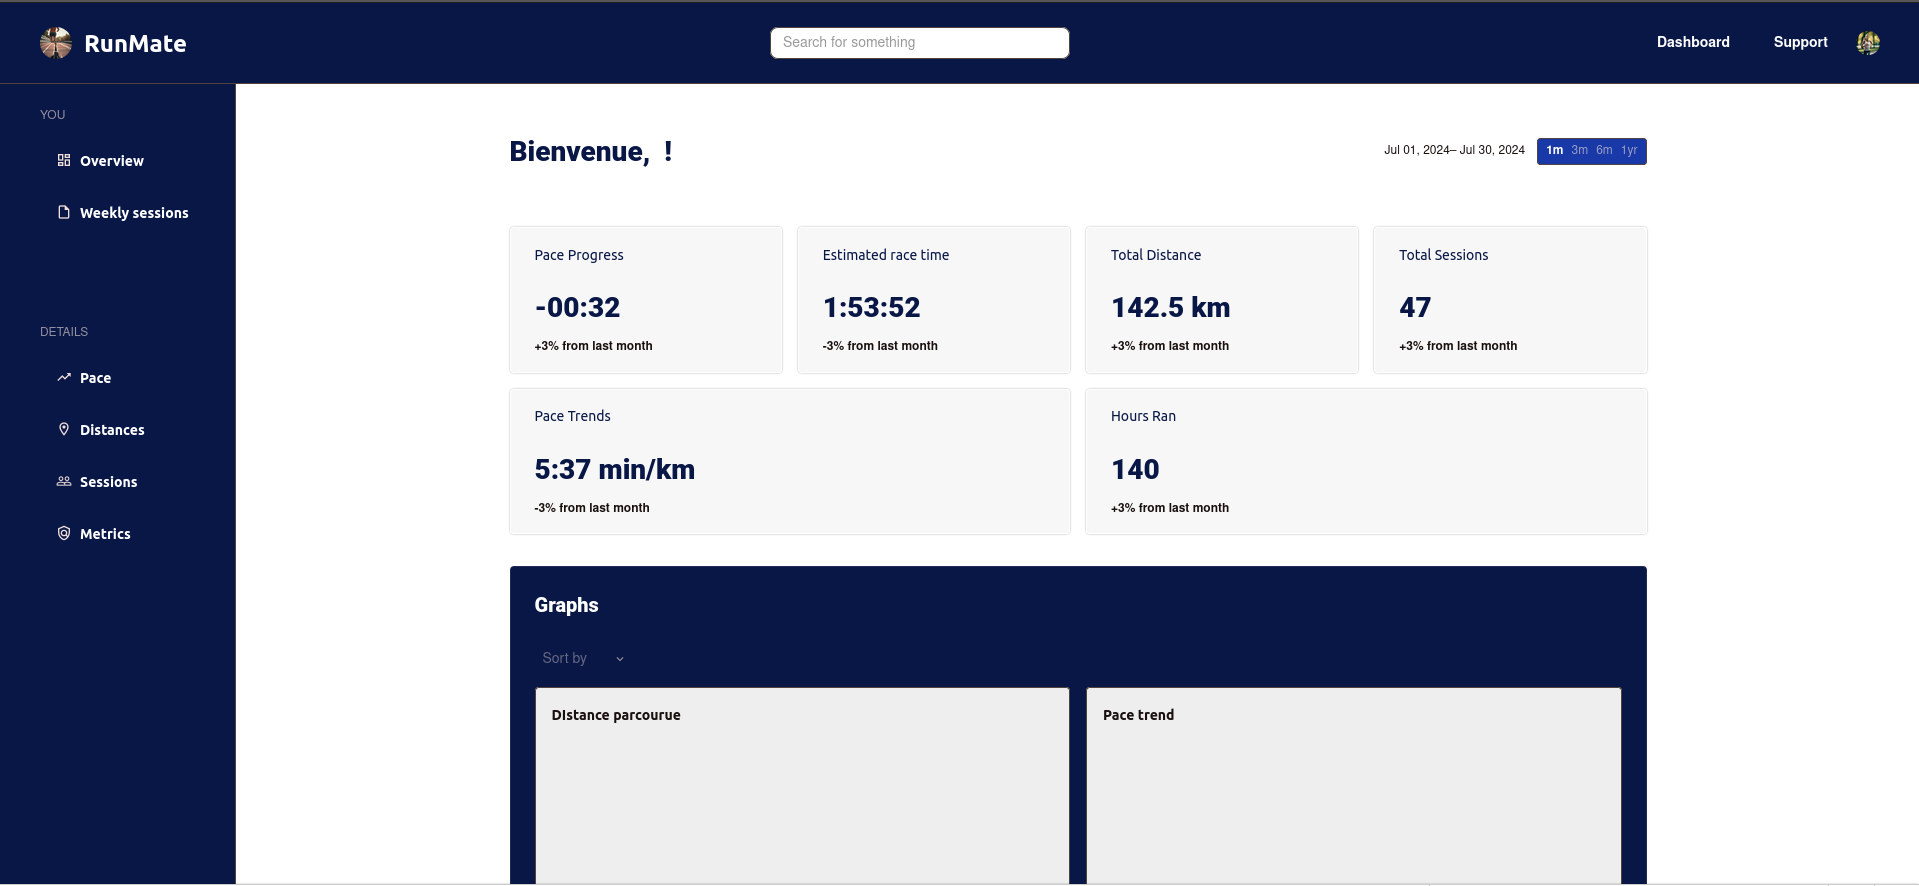 RunMate
Search for something
Dashboard
Support
YOU
Overview
Weekly sessions
DETAILS
Pace
Distances
Sessions
Metrics
Bienvenue,  !
Jul 01, 2024– Jul 30, 2024
1m 3m 6m 1yr
Pace Progress
-00:32
+3% from last month
Estimated race time
1:53:52
-3% from last month
Total Distance
142.5 km
+3% from last month
Total Sessions
47
+3% from last month
Pace Trends
5:37 min/km
-3% from last month
Hours Ran
140
+3% from last month
Graphs
Sort by
DIstance parcourue
Pace trend